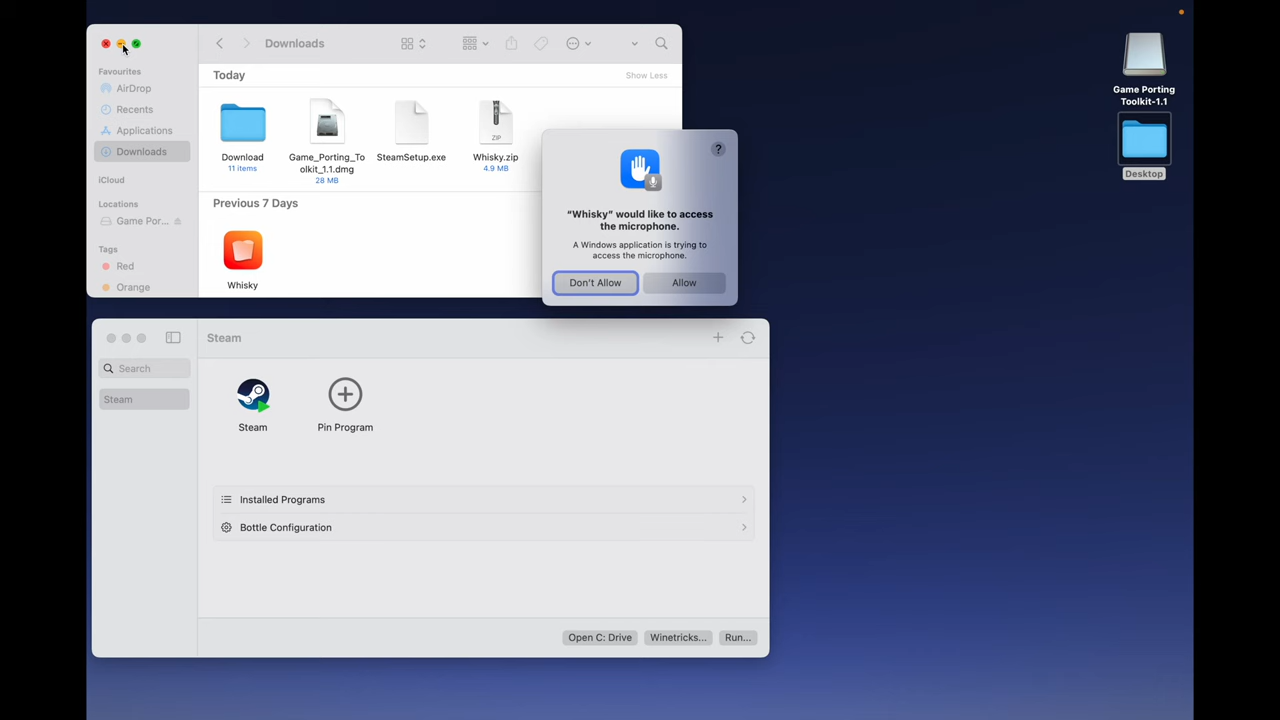 Downloads
Favourites
AirDrop
Recents
Applications
Downloads
iCloud
Locations
Game Por...
Tags
Red
Orange
Today
Show Less
Download
11 items
Game_Porting_To
olkit_1.1.dmg
28 MB
SteamSetup.exe
ZIP
Whisky.zip
4.9 MB
Previous 7 Days
Whisky
?
“Whisky” would like to access
the microphone.
A Windows application is trying to
access the microphone.
Don't Allow
Allow
Game Porting
Toolkit-1.1
Desktop
Steam
Search
Steam
Steam
Pin Program
Installed Programs
Bottle Configuration
Open C: Drive
Winetricks...
Run...